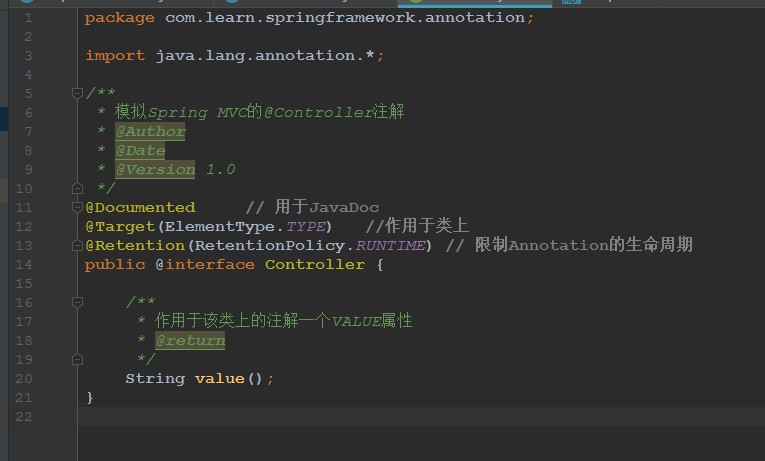 1 package com.learn.springframework.annotation;
2
3 import java.lang.annotation.*;
4
5 /**
6 * 模拟Spring MVC的@Controller注解
7 * @Author
8 * @Date
9 * @Version 1.0
10 */
11 @Documented // 用于JavaDoc
12 @Target(ElementType.TYPE) //作用于类上
13 @Retention(RetentionPolicy.RUNTIME) // 限制Annotation的生命周期
14 public @interface Controller {
15
16 /**
17 * 作用于该类上的注解一个VALUE属性
18 * @return
19 */
20 String value();
21 }
22